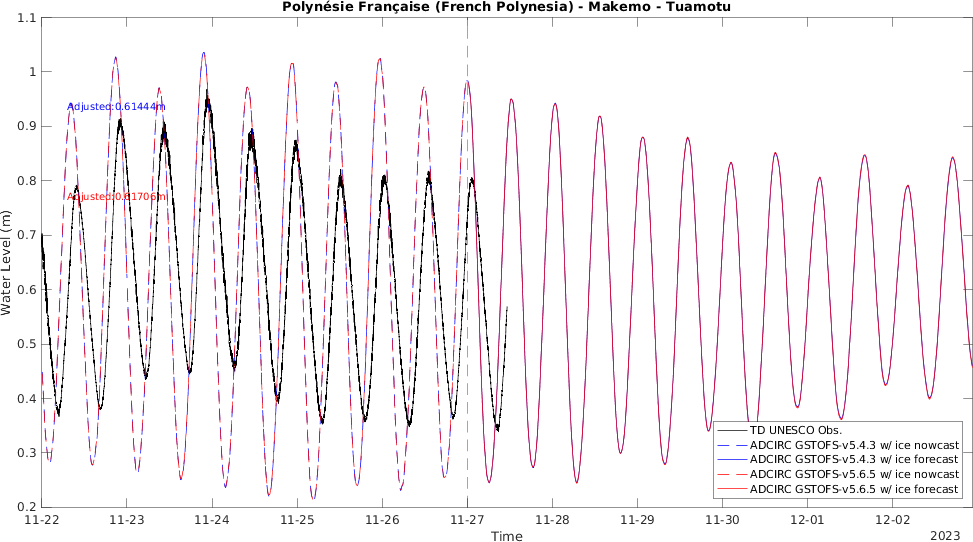 Polynésie Française (French Polynesia) - Makemo - Tuamotu
1.1
1
0.9
0.8
0.7
0.6
0.5
0.4
0.3
0.2
Water Level (m)
Adjusted:0.61444m
Adjusted:0.61706m
TD UNESCO Obs.
ADCIRC GSTOFS-v5.4.3 w/ ice nowcast
ADCIRC GSTOFS-v5.4.3 w/ ice forecast
ADCIRC GSTOFS-v5.6.5 w/ ice nowcast
ADCIRC GSTOFS-v5.6.5 w/ ice forecast
11-22 11-23 11-24 11-25 11-26 11-27 11-28 11-29 11-30 12-01 12-02
Time
2023